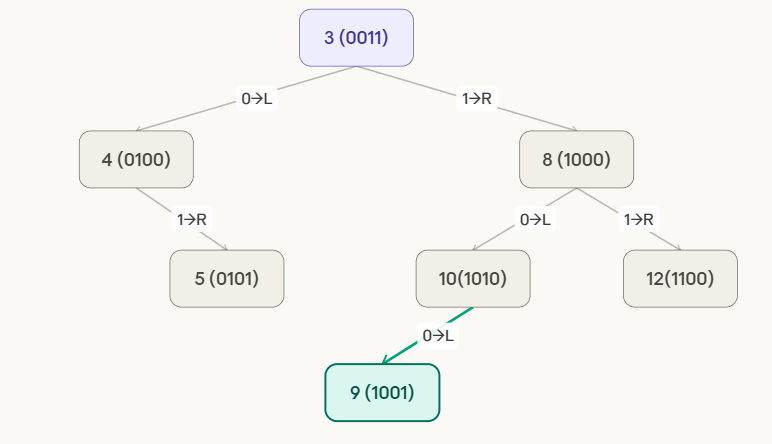 3 (0011)
0→L
1→R
4 (0100)
8 (1000)
1→R
0→L
1→R
5 (0101)
10(1010)
12(1100)
0→L
9 (1001)